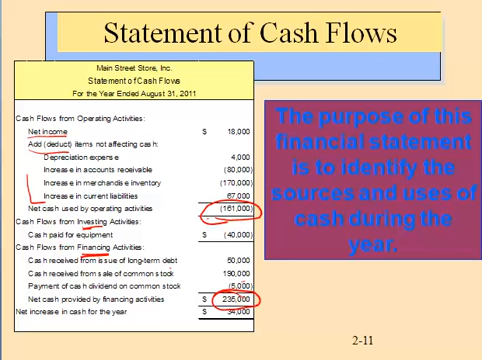 Statement of Cash Flows
Main Street Store, Inc.
Statement of Cash Flows
For the Year Ended August 31, 2011
Cash Flows from Operating Activities:
Net income $ 18,000
Add (deduct) items not affecting cash:
Depreciation expense 4,000
Increase in accounts receivable (80,000)
Increase in merchandise inventory (170,000)
Increase in current liabilities 67,000
Net cash used by operating activities (161,000)
Cash Flows from Investing Activities:
Cash paid for equipment $ (40,000)
Cash Flows from Financing Activities:
Cash received from issue of long-term debt 50,000
Cash received from sale of common stock 190,000
Payment of cash dividend on common stock (5,000)
Net cash provided by financing activities $ 235,000
Net increase in cash for the year $ 34,000
The purpose of this
financial statement
is to identify the
sources and uses of
cash during the
year.
2-11